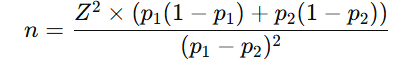 n = Z² × (p₁(1 − p₁) + p₂(1 − p₂)) / (p₁ − p₂)²